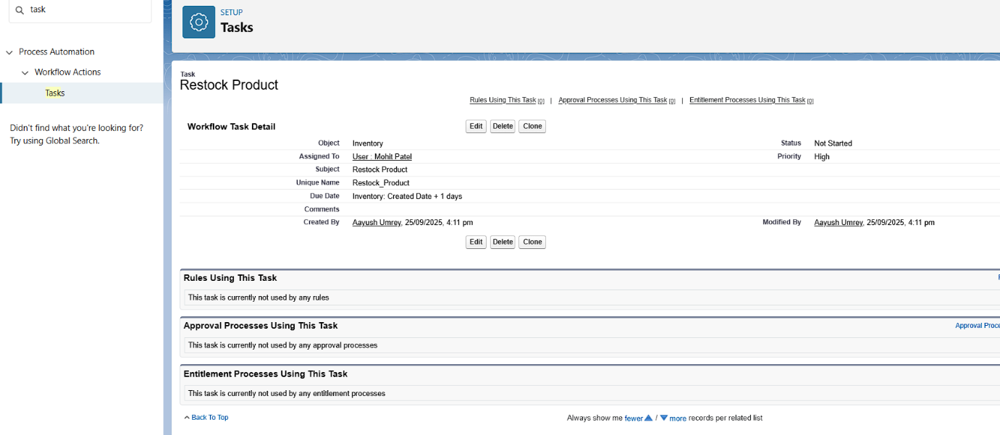 task
Process Automation
Workflow Actions
Tasks
Didn't find what you're looking for?
Try using Global Search.
SETUP
Tasks
Task
Restock Product
Rules Using This Task [0] | Approval Processes Using This Task [0] | Entitlement Processes Using This Task [0]
Workflow Task Detail Edit Delete Clone
Object Inventory Status Not Started
Assigned To User : Mohit Patel Priority High
Subject Restock Product
Unique Name Restock_Product
Due Date Inventory: Created Date + 1 days
Comments
Created By Aayush Umrey, 25/09/2025, 4:11 pm Modified By Aayush Umrey, 25/09/2025, 4:11 pm
Edit Delete Clone
Rules Using This Task
This task is currently not used by any rules
Approval Processes Using This Task Approval Proce
This task is currently not used by any approval processes
Entitlement Processes Using This Task
This task is currently not used by any entitlement processes
Back To Top Always show me fewer / more records per related list